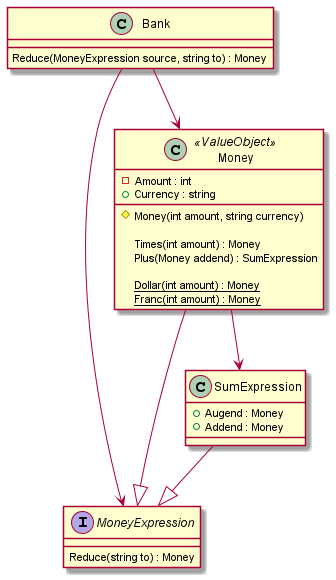 C Bank
Reduce(MoneyExpression source, string to) : Money
C «ValueObject»
Money
Amount : int
Currency : string
Money(int amount, string currency)
Times(int amount) : Money
Plus(Money addend) : SumExpression
Dollar(int amount) : Money
Franc(int amount) : Money
C SumExpression
Augend : Money
Addend : Money
I MoneyExpression
Reduce(string to) : Money